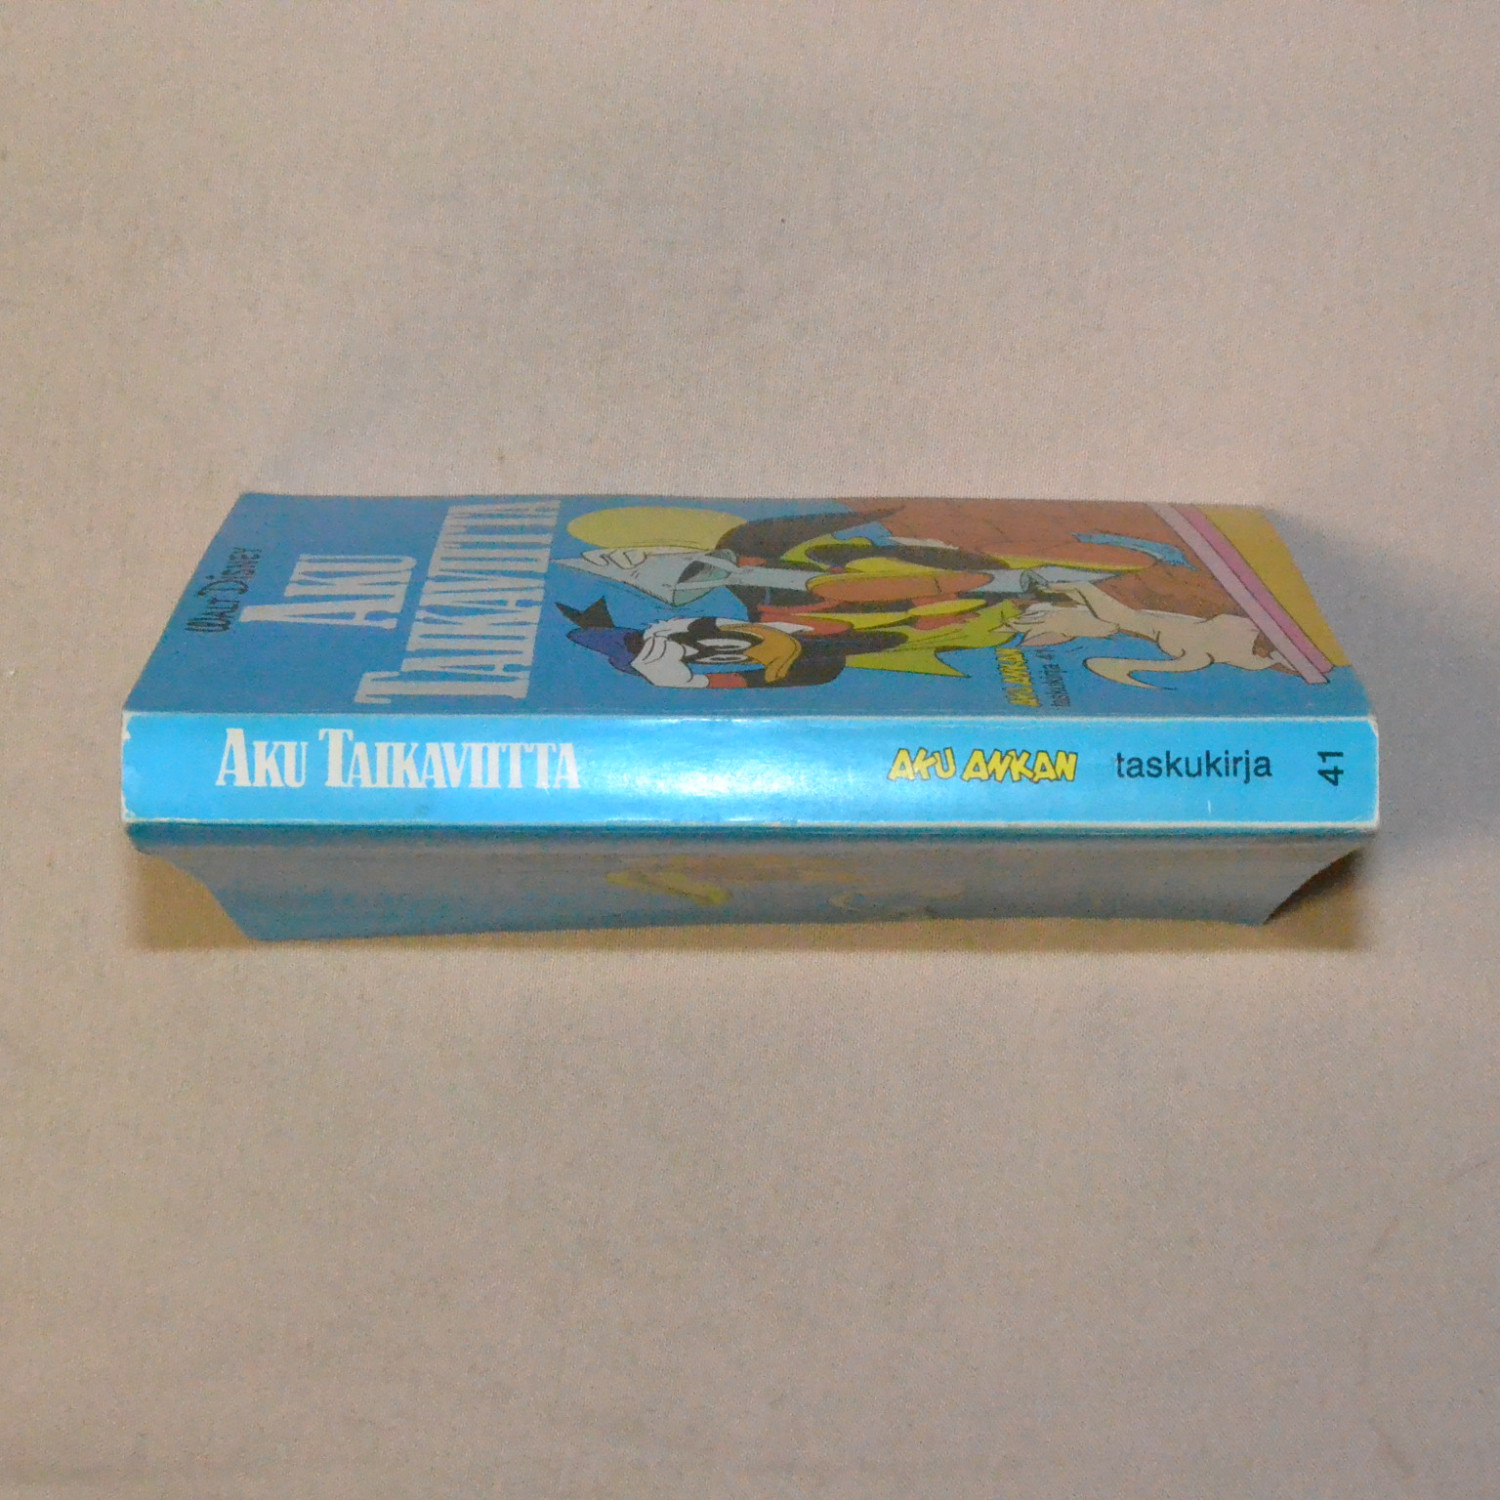 WALT DISNEY
AKU
TAIKAVIITTA
AKU ANKAN
taskukirja 41
AKU TAIKAVIITTA AKU ANKAN taskukirja 41